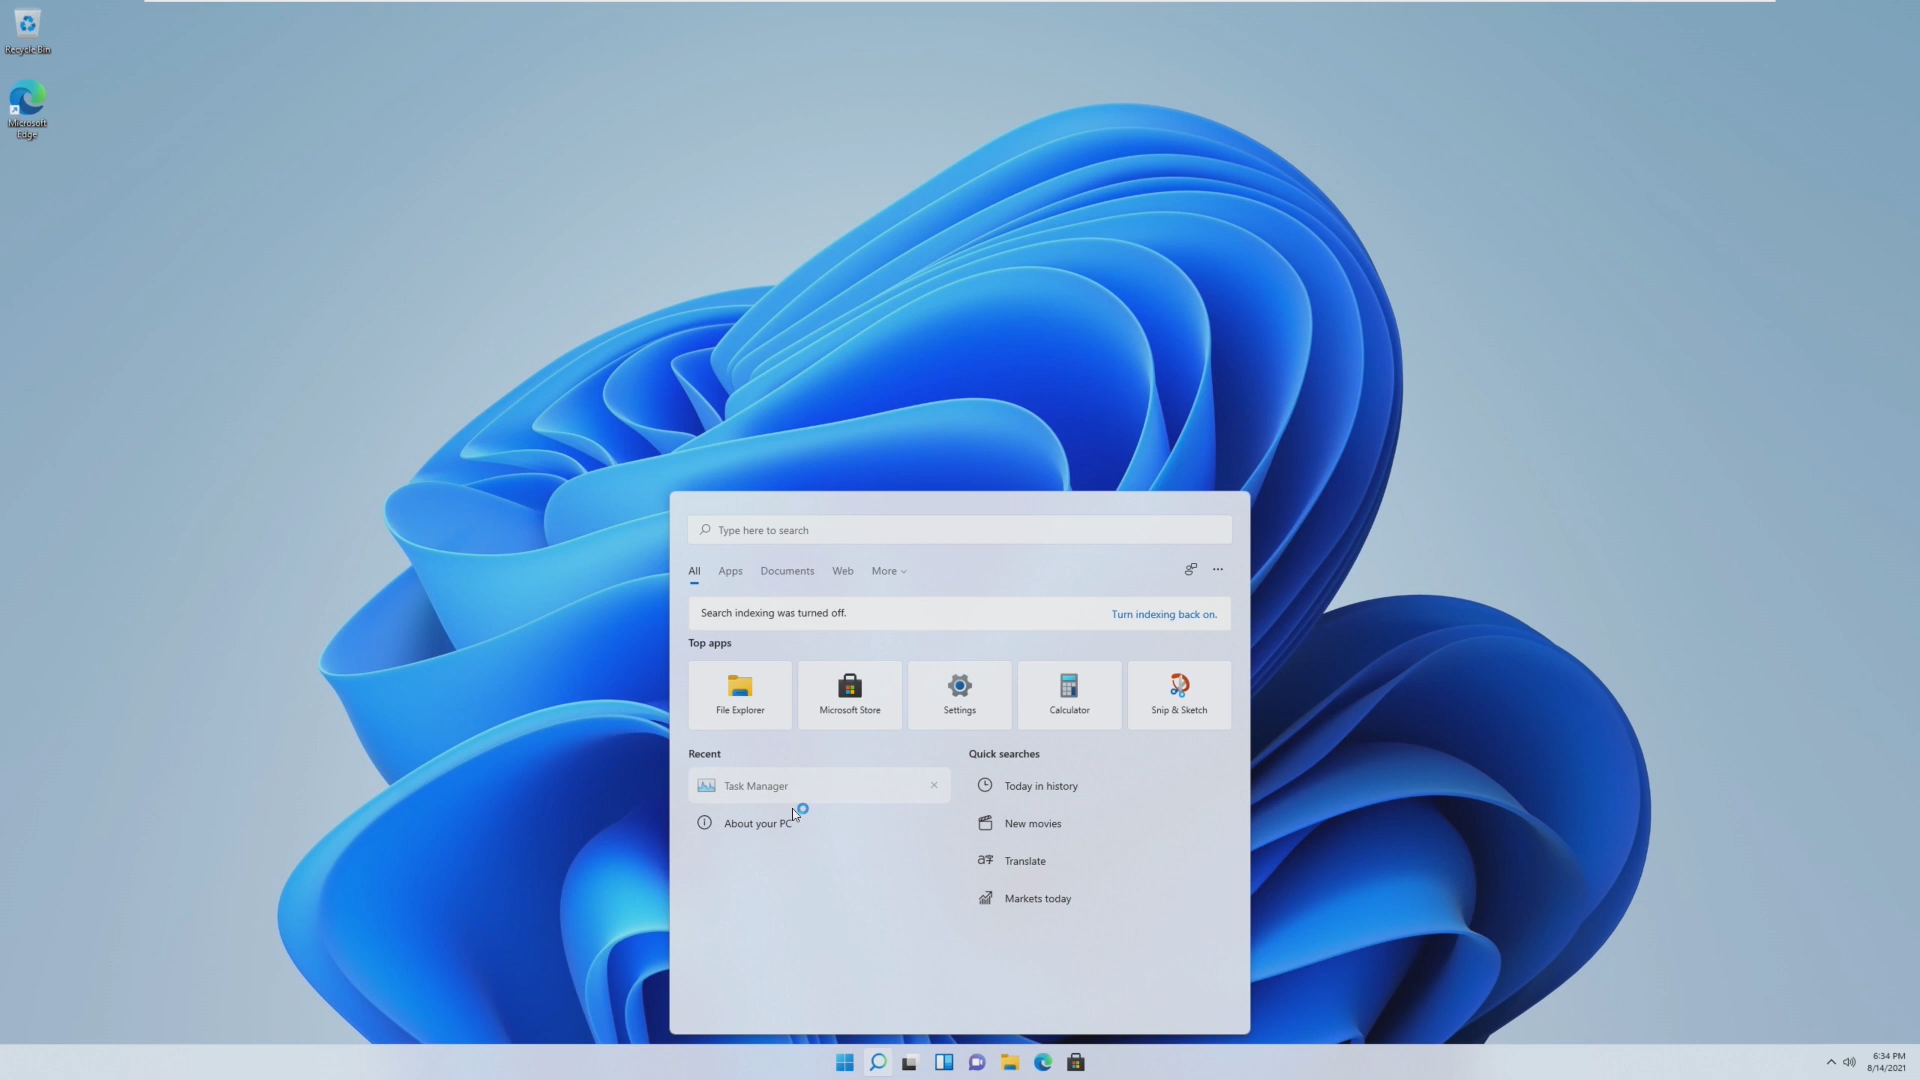 Recycle Bin
Microsoft
Edge
Type here to search
All Apps Documents Web More
Search indexing was turned off. Turn indexing back on.
Top apps
File Explorer Microsoft Store Settings Calculator Snip & Sketch
Recent
Task Manager
About your PC
Quick searches
Today in history
New movies
Translate
Markets today
6:34 PM
8/14/2021